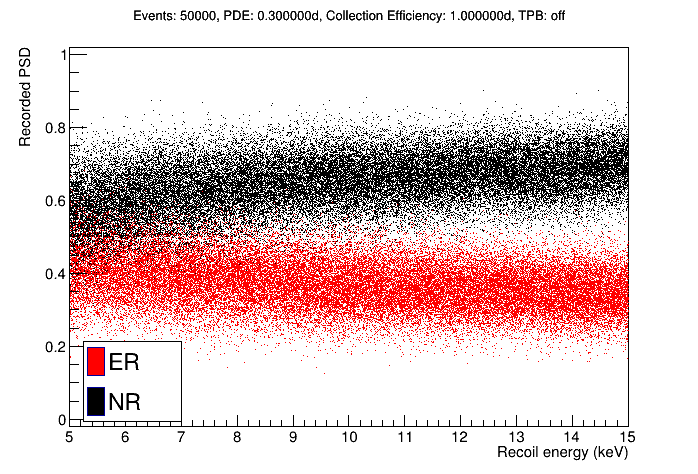 Events: 50000, PDE: 0.300000d, Collection Efficiency: 1.000000d, TPB: off
Recorded PSD
1
0.8
0.6
0.4
0.2
0
ER
NR
5 6 7 8 9 10 11 12 13 14 15
Recoil energy (keV)